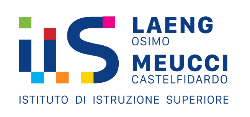 iis
LAENG
OSIMO
MEUCCI
CASTELFIDARDO
ISTITUTO DI ISTRUZIONE SUPERIORE